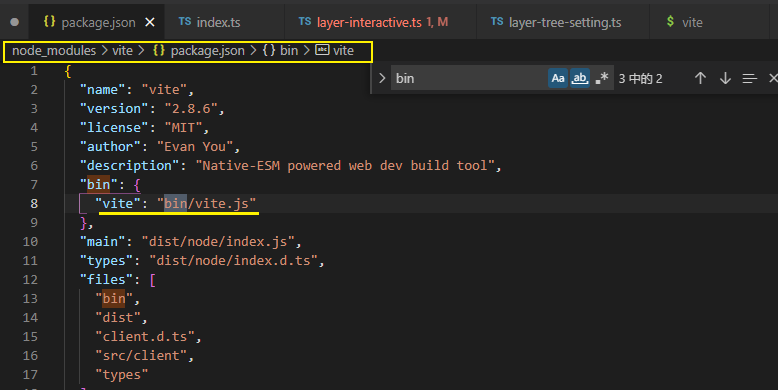 package.json index.ts layer-interactive.ts 1, M layer-tree-setting.ts vite
node_modules > vite > package.json > bin > vite
bin Aa ab 3 中的 2
1 {
2 "name": "vite",
3 "version": "2.8.6",
4 "license": "MIT",
5 "author": "Evan You",
6 "description": "Native-ESM powered web dev build tool",
7 "bin": {
8 "vite": "bin/vite.js"
9 },
10 "main": "dist/node/index.js",
11 "types": "dist/node/index.d.ts",
12 "files": [
13 "bin",
14 "dist",
15 "client.d.ts",
16 "src/client",
17 "types"